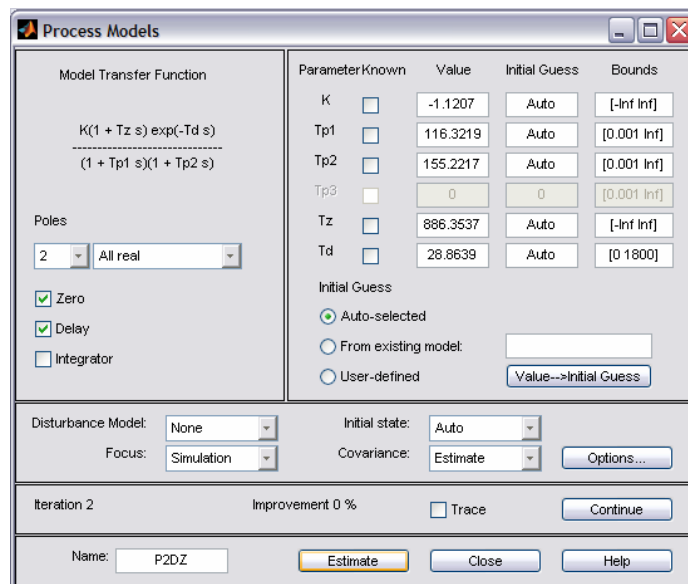 Process Models
Model Transfer Function
K(1 + Tz s) exp(-Td s)
------------------------------
(1 + Tp1 s)(1 + Tp2 s)
Poles
2 All real
Zero
Delay
Integrator
Parameter Known Value Initial Guess Bounds
K -1.1207 Auto [-Inf Inf]
Tp1 116.3219 Auto [0.001 Inf]
Tp2 155.2217 Auto [0.001 Inf]
Tp3 0 0 [0.001 Inf]
Tz 886.3537 Auto [-Inf Inf]
Td 28.8639 Auto [0 1800]
Initial Guess
Auto-selected
From existing model:
User-defined Value-->Initial Guess
Disturbance Model: None Initial state: Auto
Focus: Simulation Covariance: Estimate Options...
Iteration 2 Improvement 0 % Trace Continue
Name: P2DZ Estimate Close Help